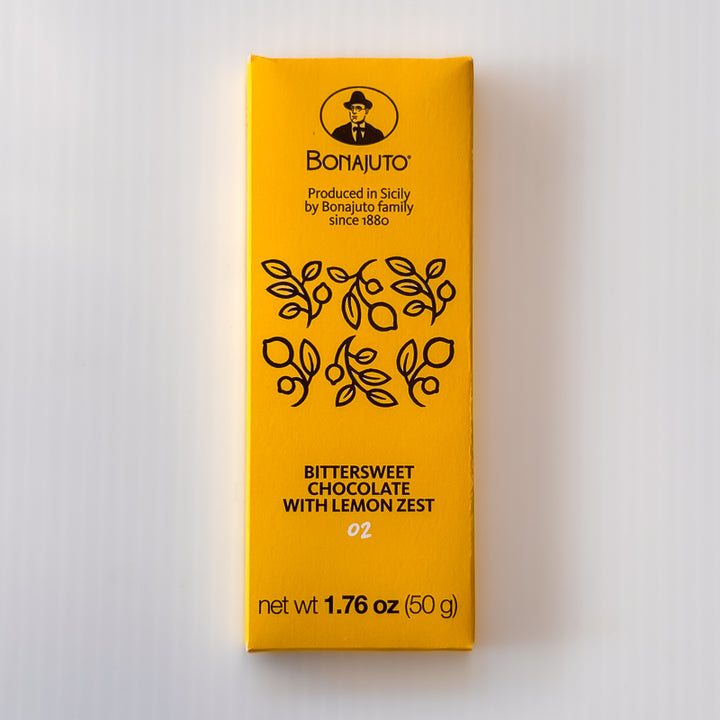 BONAJUTO®
Produced in Sicily
by Bonajuto family
since 1880
BITTERSWEET
CHOCOLATE
WITH LEMON ZEST
02
net wt 1.76 oz (50 g)